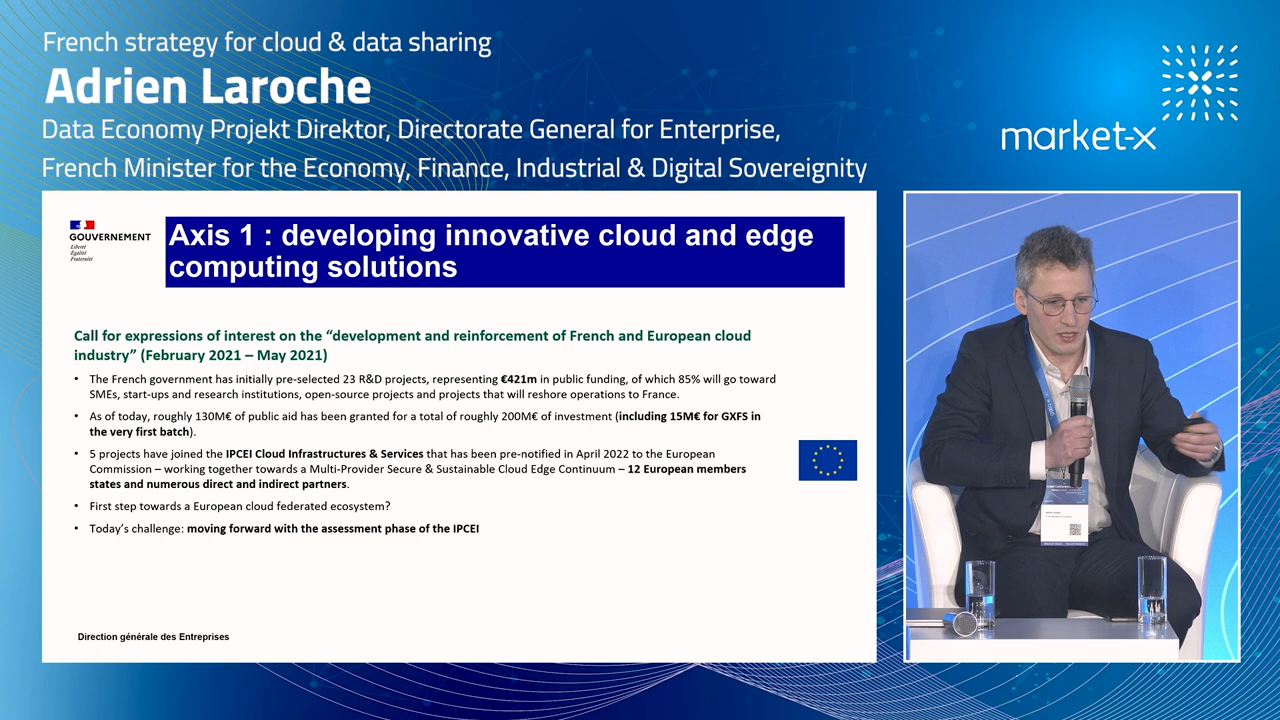 French strategy for cloud & data sharing
Adrien Laroche
Data Economy Projekt Direktor, Directorate General for Enterprise,
French Minister for the Economy, Finance, Industrial & Digital Sovereignity
market-x
GOUVERNEMENT
Liberté
Égalité
Fraternité
Axis 1 : developing innovative cloud and edge
computing solutions
Call for expressions of interest on the “development and reinforcement of French and European cloud
industry” (February 2021 – May 2021)
• The French government has initially pre-selected 23 R&D projects, representing €421m in public funding, of which 85% will go toward
SMEs, start-ups and research institutions, open-source projects and projects that will reshore operations to France.
• As of today, roughly 130M€ of public aid has been granted for a total of roughly 200M€ of investment (including 15M€ for GXFS in
the very first batch).
• 5 projects have joined the IPCEI Cloud Infrastructures & Services that has been pre-notified in April 2022 to the European
Commission – working together towards a Multi-Provider Secure & Sustainable Cloud Edge Continuum – 12 European members
states and numerous direct and indirect partners.
• First step towards a European cloud federated ecosystem?
• Today’s challenge: moving forward with the assessment phase of the IPCEI
Direction générale des Entreprises